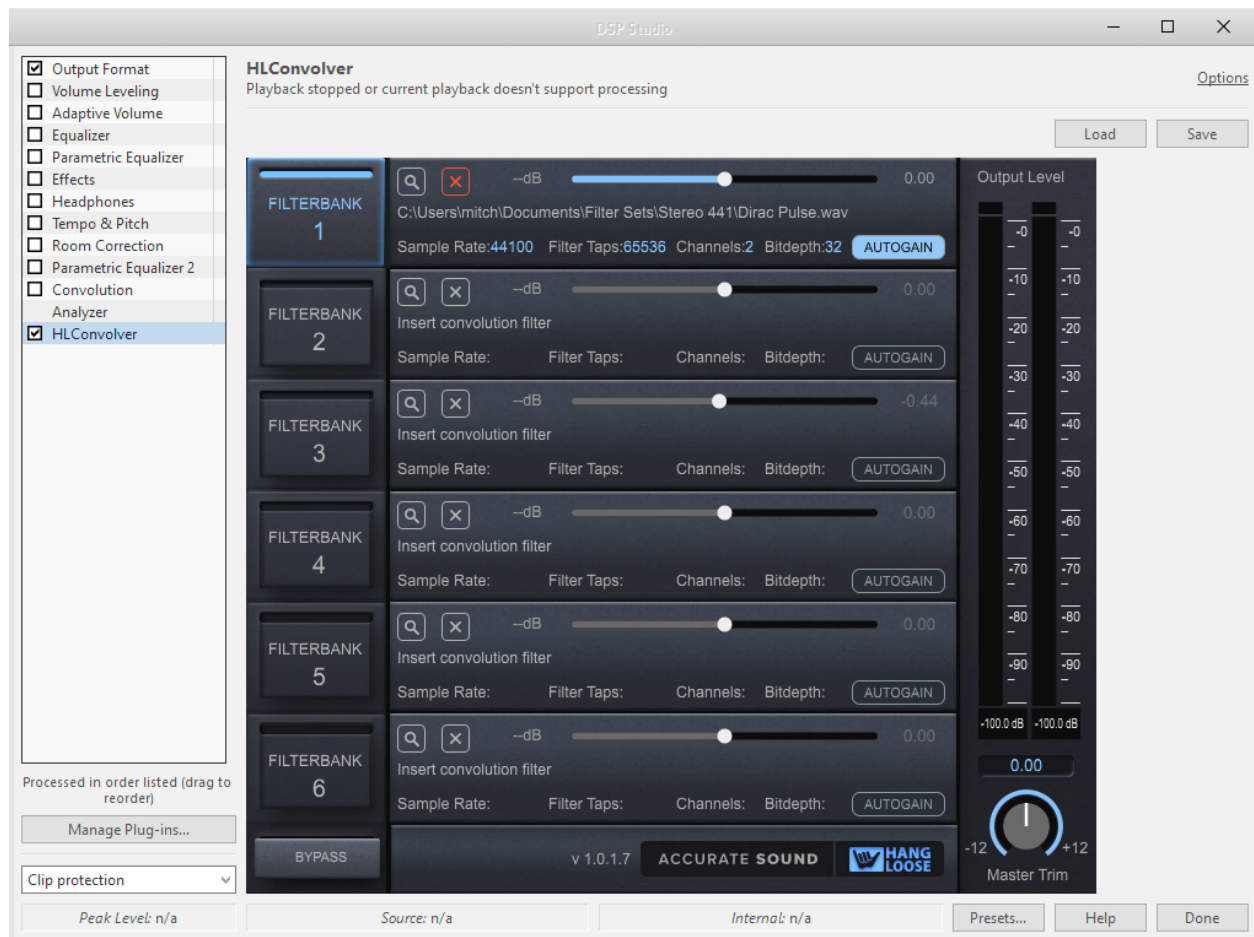 DSP Studio
Output Format
Volume Leveling
Adaptive Volume
Equalizer
Parametric Equalizer
Effects
Headphones
Tempo & Pitch
Room Correction
Parametric Equalizer 2
Convolution
Analyzer
HLConvolver
Processed in order listed (drag to
reorder)
Manage Plug-ins...
Clip protection
HLConvolver
Playback stopped or current playback doesn't support processing
Options
Load Save
FILTERBANK
1
--dB 0.00
C:\Users\mitch\Documents\Filter Sets\Stereo 441\Dirac Pulse.wav
Sample Rate:44100 Filter Taps:65536 Channels:2 Bitdepth:32 AUTOGAIN
FILTERBANK
2
--dB 0.00
Insert convolution filter
Sample Rate: Filter Taps: Channels: Bitdepth: AUTOGAIN
FILTERBANK
3
--dB -0.44
Insert convolution filter
Sample Rate: Filter Taps: Channels: Bitdepth: AUTOGAIN
FILTERBANK
4
--dB 0.00
Insert convolution filter
Sample Rate: Filter Taps: Channels: Bitdepth: AUTOGAIN
FILTERBANK
5
--dB 0.00
Insert convolution filter
Sample Rate: Filter Taps: Channels: Bitdepth: AUTOGAIN
FILTERBANK
6
--dB 0.00
Insert convolution filter
Sample Rate: Filter Taps: Channels: Bitdepth: AUTOGAIN
BYPASS
v 1.0.1.7 ACCURATE SOUND HANG
LOOSE
Output Level
-0 -0
-10 -10
-20 -20
-30 -30
-40 -40
-50 -50
-60 -60
-70 -70
-80 -80
-90 -90
-100.0 dB -100.0 dB
0.00
-12 +12
Master Trim
Peak Level: n/a Source: n/a Internal: n/a Presets... Help Done